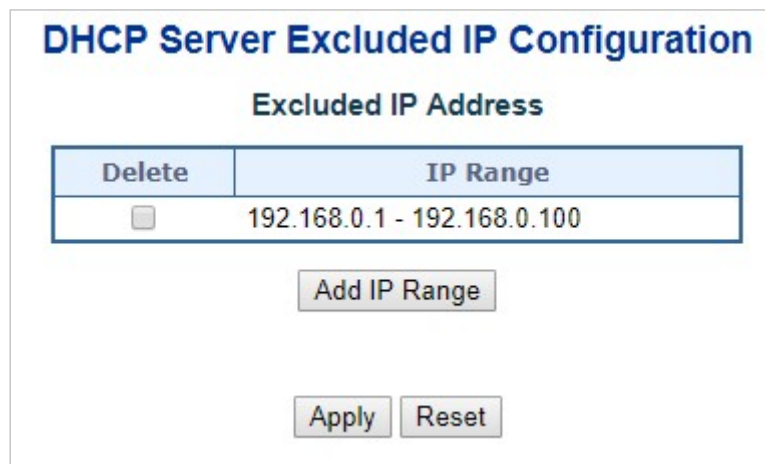 DHCP Server Excluded IP Configuration
Excluded IP Address
Delete IP Range
192.168.0.1 - 192.168.0.100
Add IP Range
Apply Reset